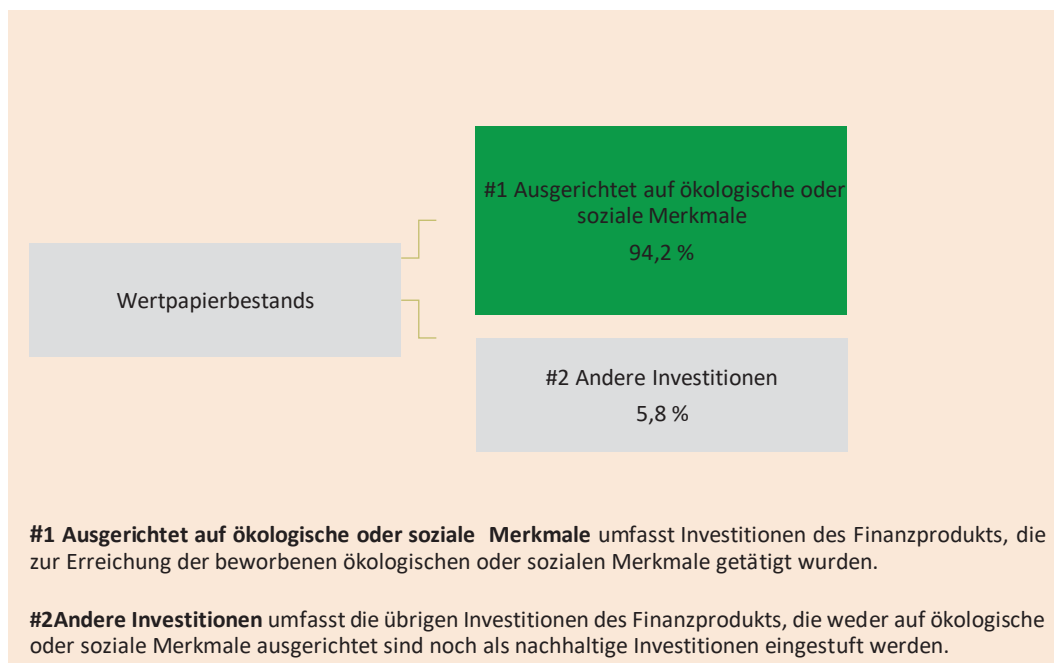 #1 Ausgerichtet auf ökologische oder
soziale Merkmale
94,2 %
Wertpapierbestands
#2 Andere Investitionen
5,8 %
#1 Ausgerichtet auf ökologische oder soziale Merkmale umfasst Investitionen des Finanzprodukts, die
zur Erreichung der beworbenen ökologischen oder sozialen Merkmale getätigt wurden.
#2Andere Investitionen umfasst die übrigen Investitionen des Finanzprodukts, die weder auf ökologische
oder soziale Merkmale ausgerichtet sind noch als nachhaltige Investitionen eingestuft werden.